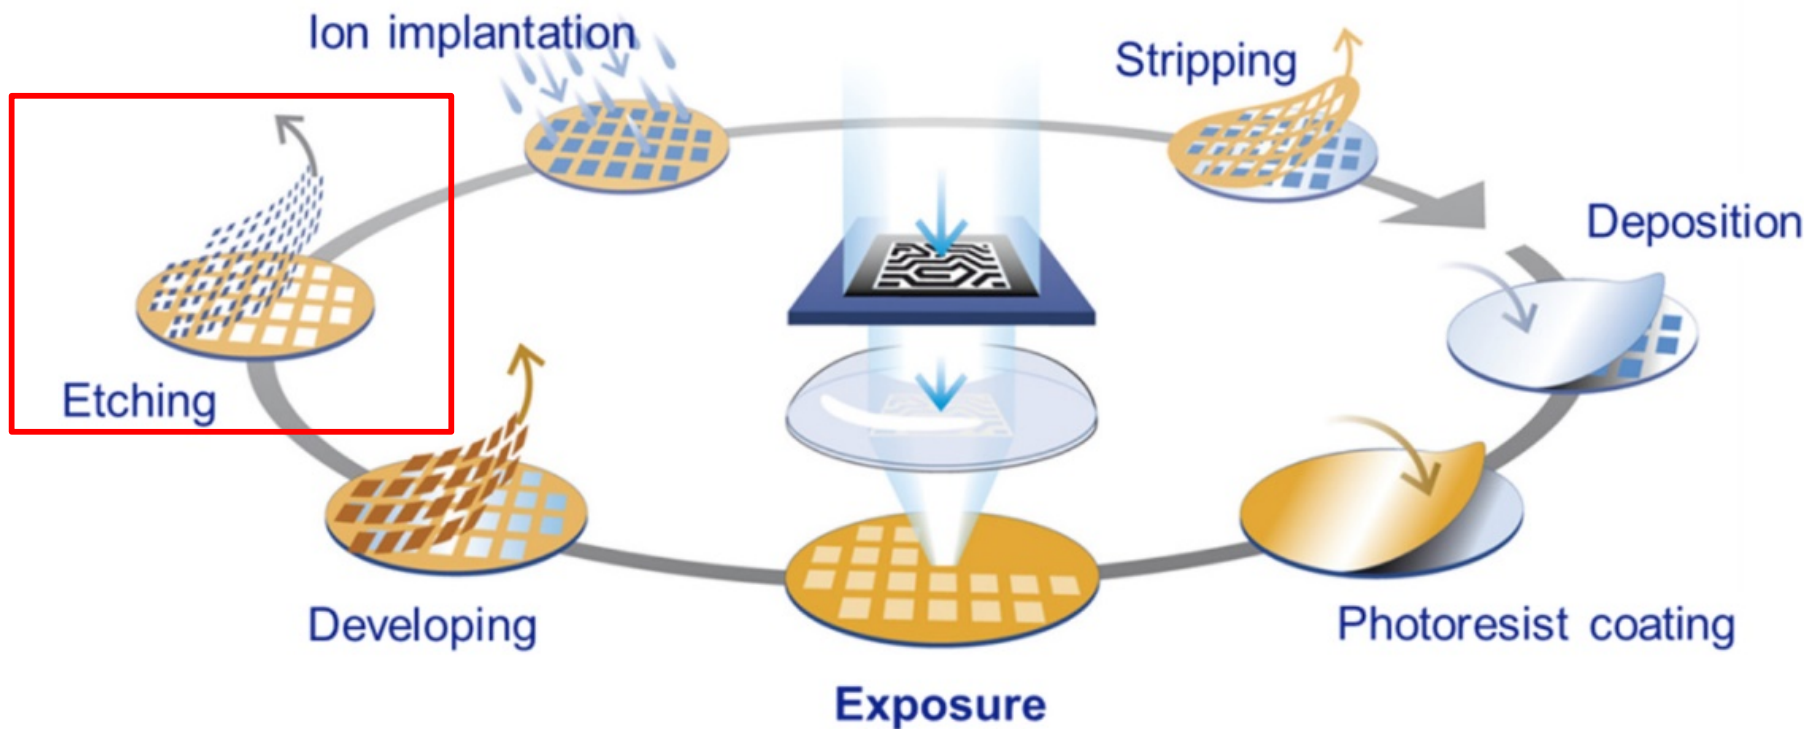 Ion implantation
Stripping
Deposition
Etching
Developing
Photoresist coating
Exposure